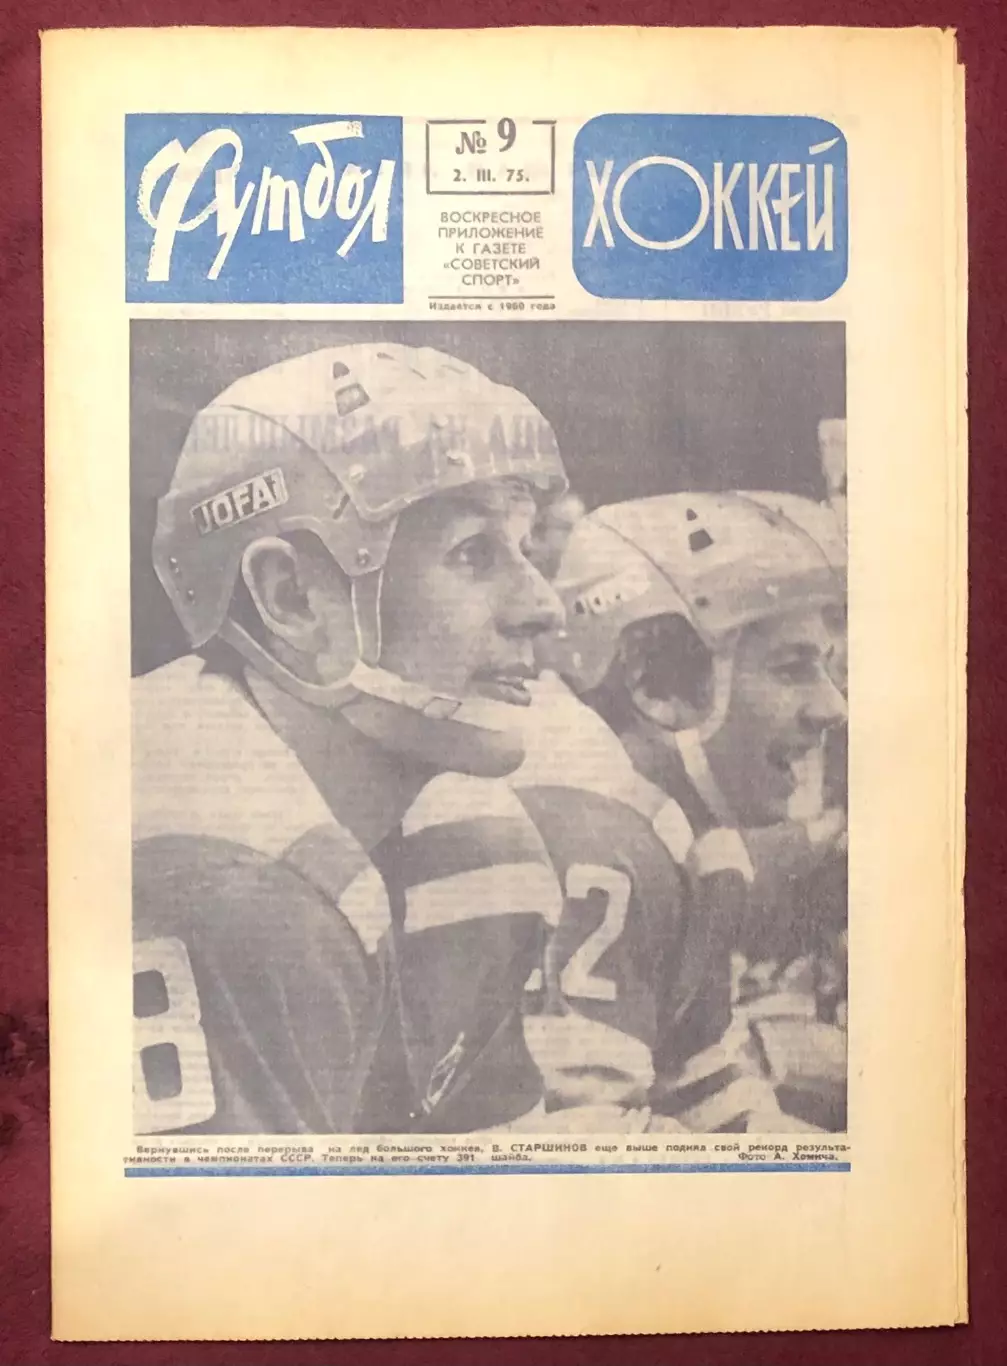 Футбол
№ 9
2. III. 75.
ВОСКРЕСНОЕ
ПРИЛОЖЕНИЕ
К ГАЗЕТЕ
«СОВЕТСКИЙ
СПОРТ»
Издается с 1960 года
ХОККЕЙ
JOFA
JOFA
8
12
Вернувшись после перерыва на лед большого хоккея, В. СТАРШИНОВ еще выше поднял свой рекорд результа-
тивности в чемпионатах СССР. Теперь на его счету 391 шайба. Фото А. Хомича.